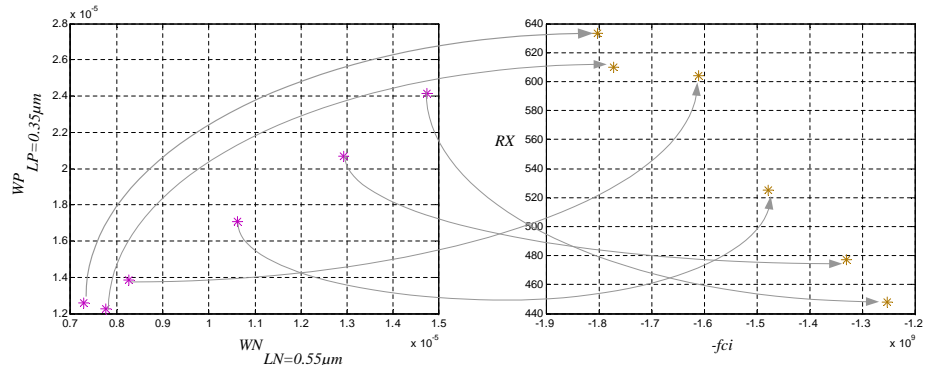 x 10⁻⁵
2.8
2.6
2.4
2.2
2
1.8
1.6
1.4
1.2
0.7 0.8 0.9 1 1.1 1.2 1.3 1.4 1.5
x 10⁻⁵
WP
LP=0.35μm
WN
LN=0.55μm
640
620
600
580
560
540
520
500
480
460
440
-1.9 -1.8 -1.7 -1.6 -1.5 -1.4 -1.3 -1.2
x 10⁹
RX
-fci